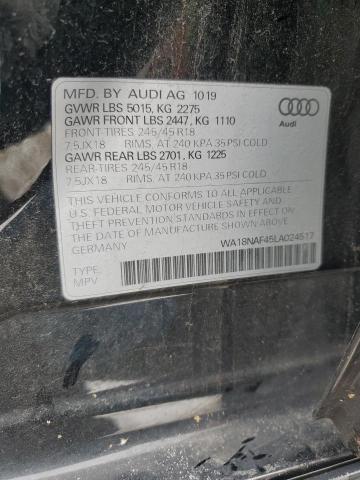 MFD. BY AUDI AG 10 19
GVWR LBS 5015, KG 2275
GAWR FRONT LBS 2447, KG 1110
FRONT-TIRES 245/45 R18
7.5JX18 RIMS. AT 240 KPA 35 PSI COLD
GAWR REAR LBS 2701, KG 1225
REAR-TIRES 245/45 R18
7.5JX18 RIMS. AT 240 KPA 35 PSI COLD
Audi
THIS VEHICLE CONFORMS TO ALL APPLICABLE
U.S. FEDERAL MOTOR VEHICLE SAFETY AND
THEFT PREVENTION STANDARDS IN EFFECT ON
THE DATE OF MANUFACTURE SHOWN ABOVE.
GERMANY
WA18NAF45LA024517
TYPE:
MPV